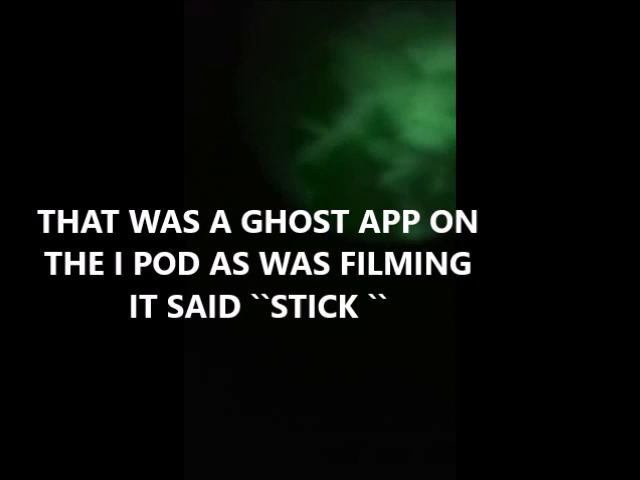 THAT WAS A GHOST APP ON
THE I POD AS WAS FILMING
IT SAID ``STICK ``